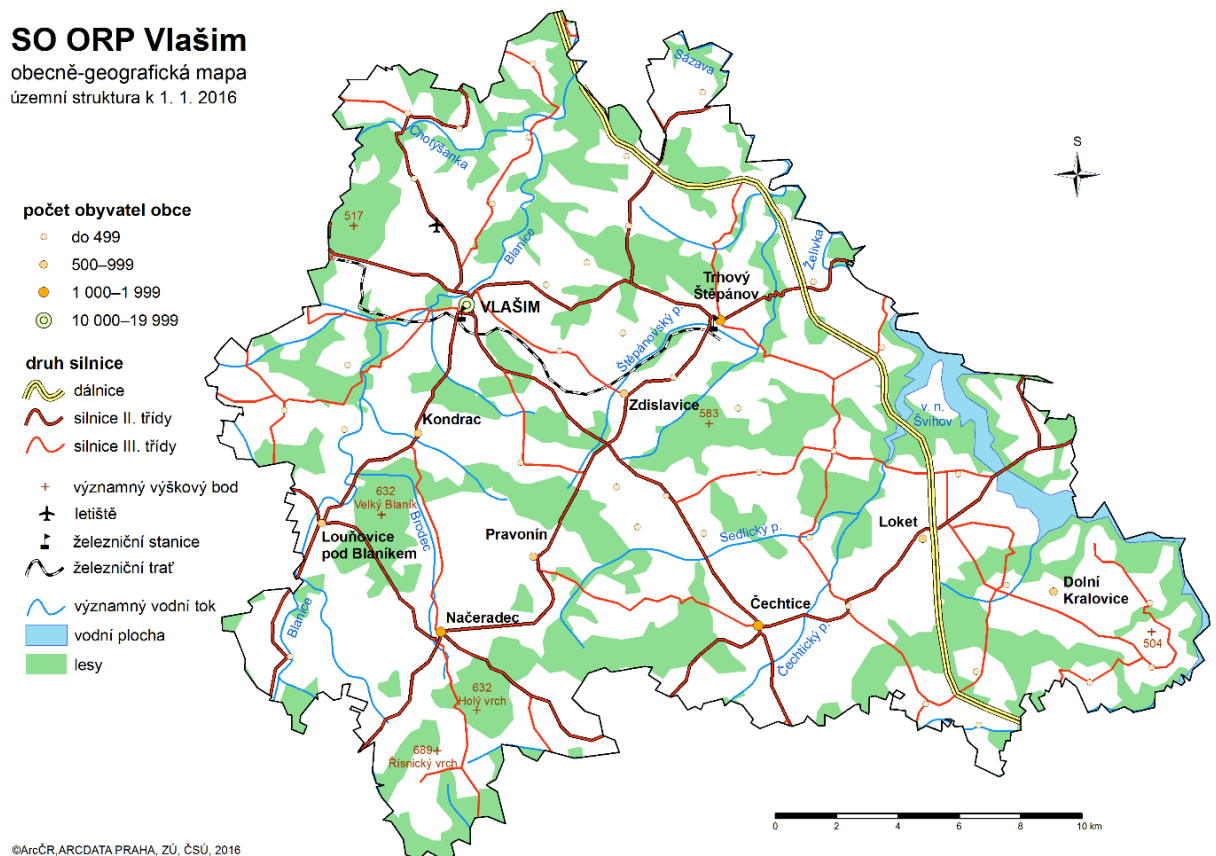 SO ORP Vlašim
obecně-geografická mapa
územní struktura k 1. 1. 2016
počet obyvatel obce
do 499
500–999
1 000–1 999
10 000–19 999
druh silnice
dálnice
silnice II. třídy
silnice III. třídy
významný výškový bod
letiště
železniční stanice
železniční trať
významný vodní tok
vodní plocha
lesy
S
Sázava
Chotýšanka
517
Blanice
Želivka
Trnový
Štěpánov
VLAŠIM
Štěpánovský p.
Zdislavice
583
v. n.
Švihov
Kondrac
632
Velký Blaník
Brodec
Louňovice
pod Blaníkem
Pravonín
Sedlický p.
Loket
Dolní
Kralovice
504
Blanice
Načeradec
Čechtice
Čechtický p.
632
Holý vrch
689
Řísnický vrch
0 2 4 6 8 10 km
©ArcČR,ARCDATA PRAHA, ZÚ, ČSÚ, 2016